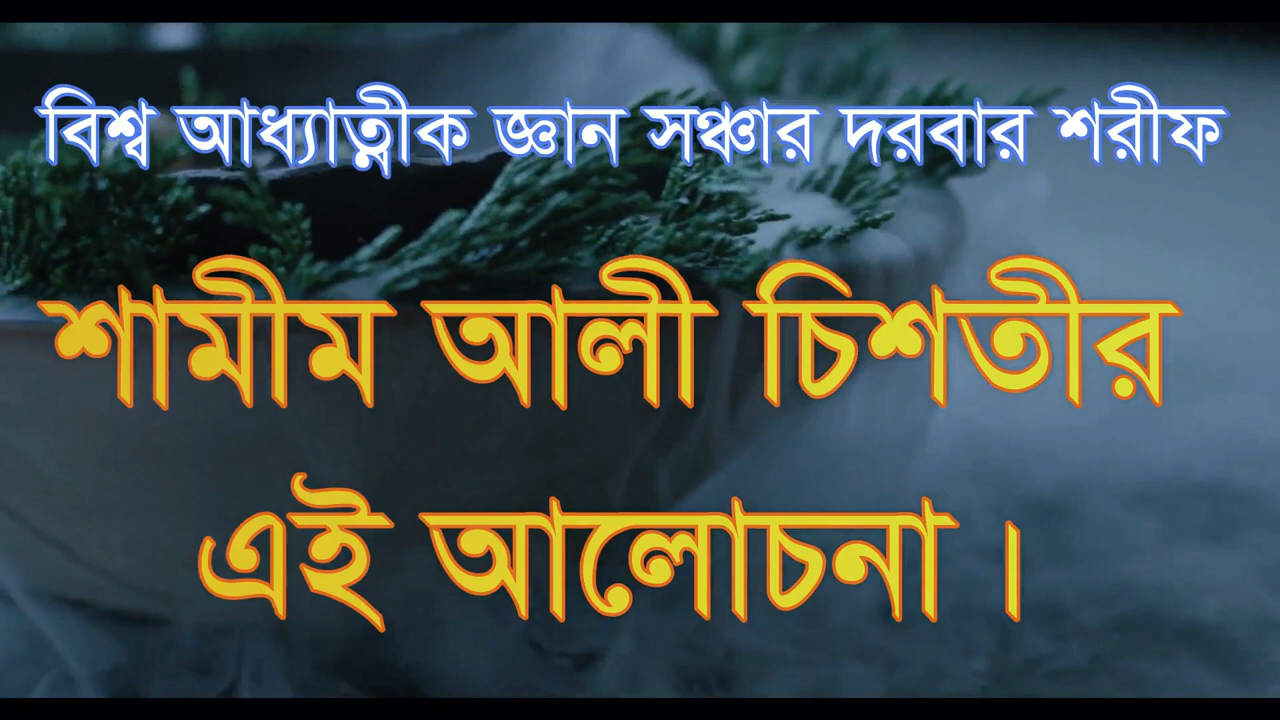 বিশ্ব আধ্যাত্নীক জ্ঞান সঞ্চার দরবার শরীফ
শামীম আলী চিশতীর
এই আলোচনা।